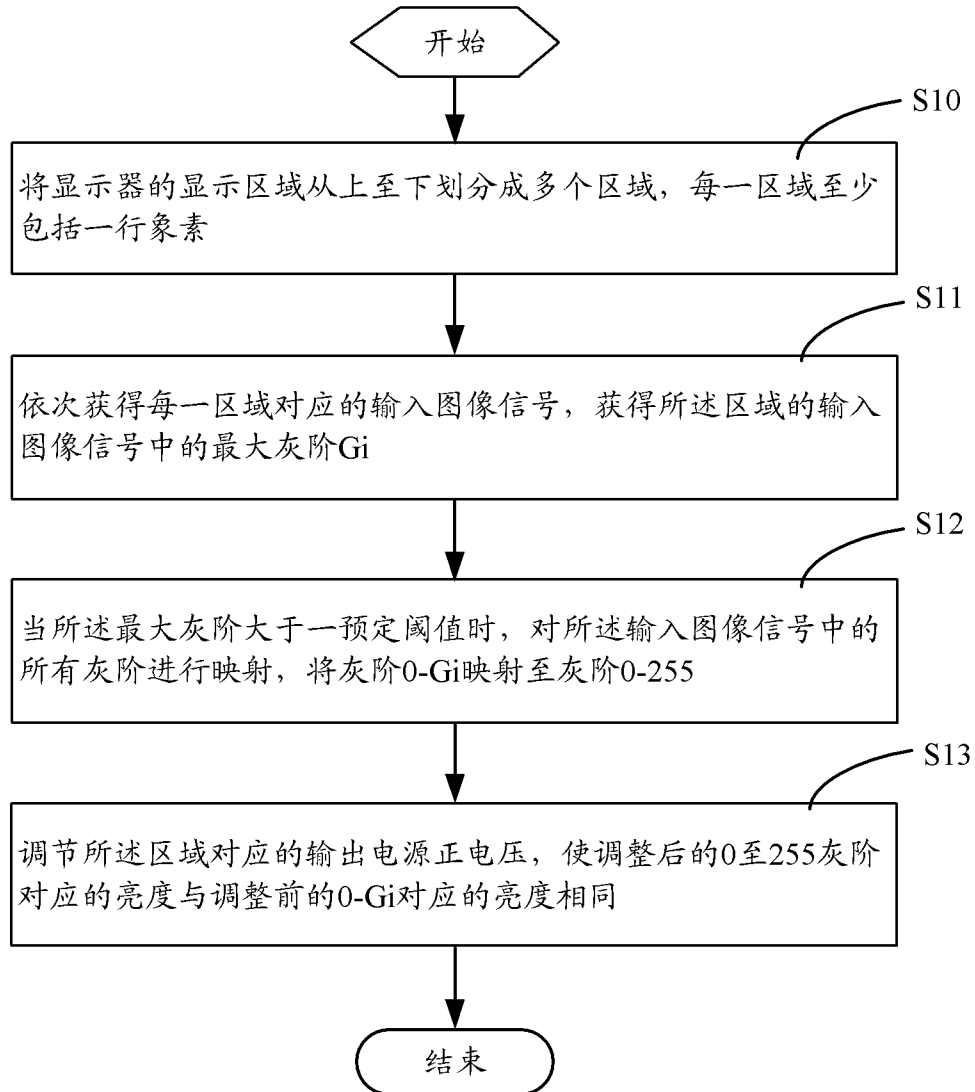 开始
S10
将显示器的显示区域从上至下划分成多个区域，每一区域至少
包括一行象素
S11
依次获得每一区域对应的输入图像信号，获得所述区域的输入
图像信号中的最大灰阶Gi
S12
当所述最大灰阶大于一预定阈值时，对所述输入图像信号中的
所有灰阶进行映射，将灰阶0-Gi映射至灰阶0-255
S13
调节所述区域对应的输出电源正电压，使调整后的0至255灰阶
对应的亮度与调整前的0-Gi对应的亮度相同
结束